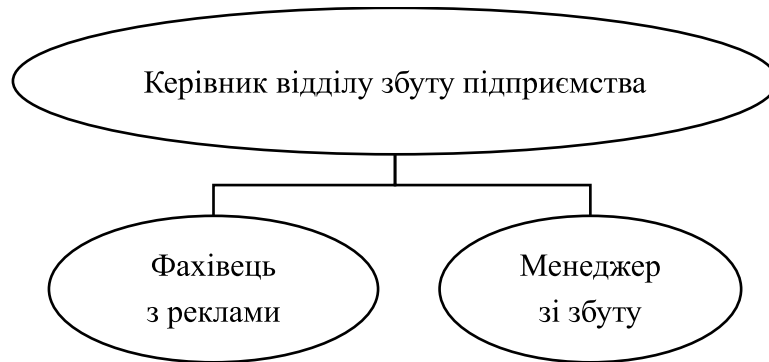 Керівник відділу збуту підприємства
Фахівець
з реклами
Менеджер
зі збуту